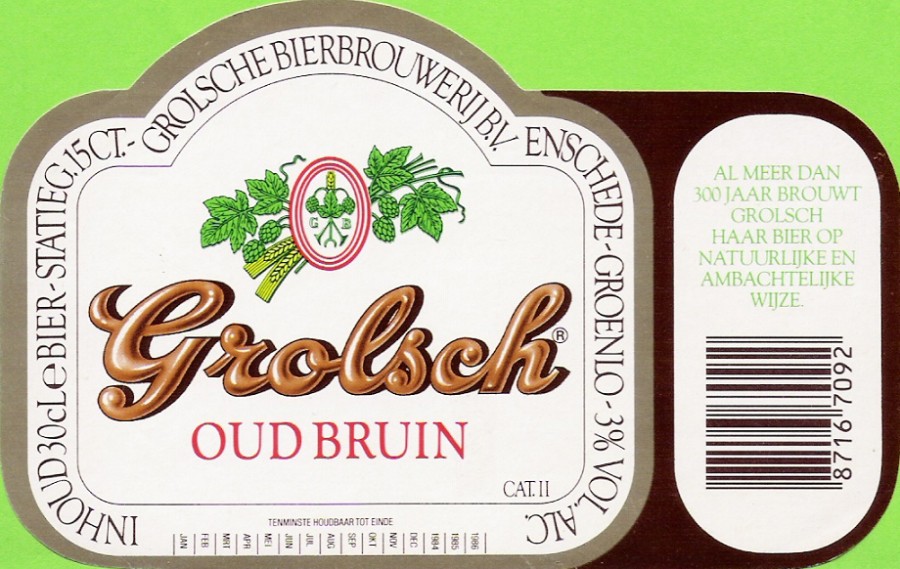 INHOUD 30cL e BIER - STATIEG. 15 CT. - GROLSCHE BIERBROUWERIJ B.V. ENSCHEDE - GROENLO - 3% VOL. ALC.
G B
Grolsch®
OUD BRUIN
CAT. II
TENMINSTE HOUDBAAR TOT EINDE
JAN FEB MRT APR MEI JUN JUL AUG SEP OKT NOV DEC 1984 1985 1986
AL MEER DAN
300 JAAR BROUWT
GROLSCH
HAAR BIER OP
NATUURLIJKE EN
AMBACHTELIJKE
WIJZE.
8716 7092